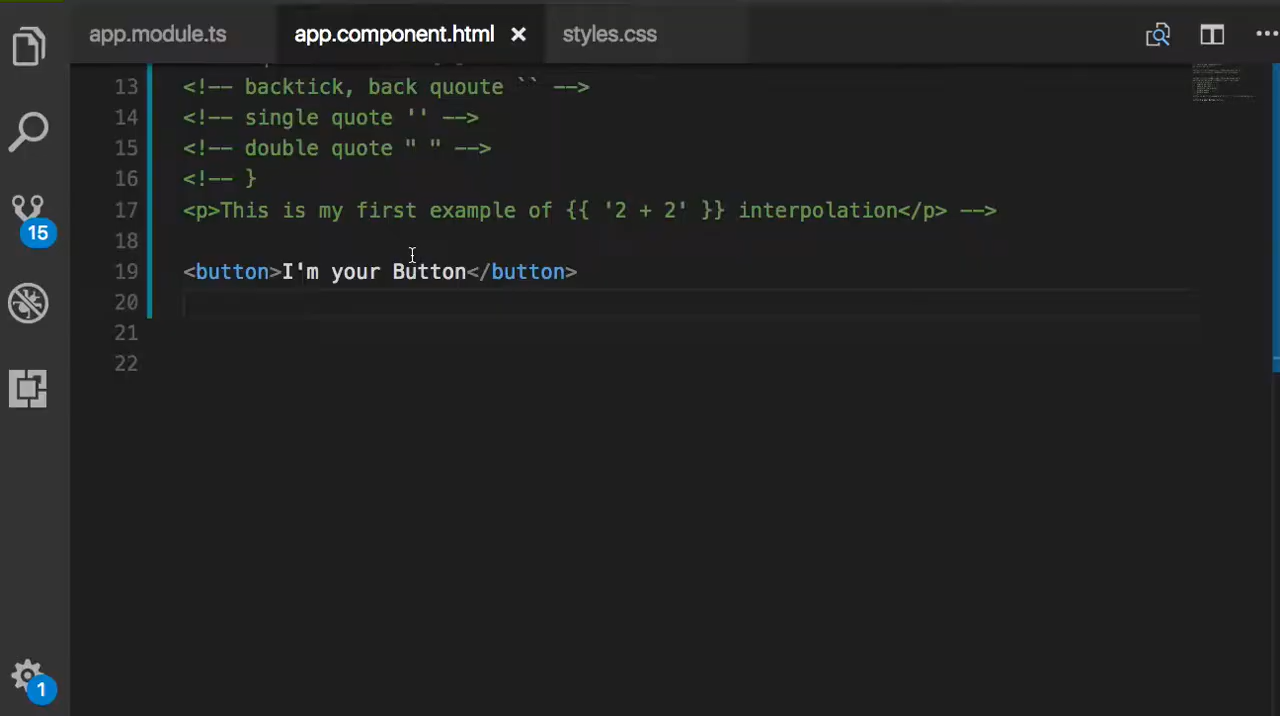 app.module.ts app.component.html styles.css
13 <!-- backtick, back quoute `` -->
14 <!-- single quote '' -->
15 <!-- double quote " " -->
16 <!-- }
17 <p>This is my first example of {{ '2 + 2' }} interpolation</p> -->
18
19 <button>I'm your Button</button>
20
21
22
15
1